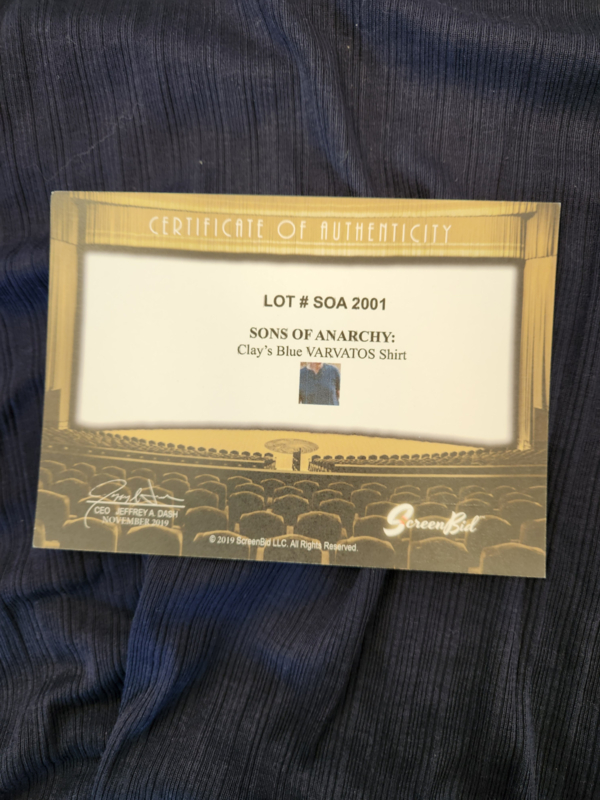 CERTIFICATE OF AUTHENTICITY
LOT # SOA 2001
SONS OF ANARCHY:
Clay's Blue VARVATOS Shirt
CEO JEFFREY A. DASH
NOVEMBER 2019
ScreenBid
© 2019 ScreenBid LLC. All Rights Reserved.